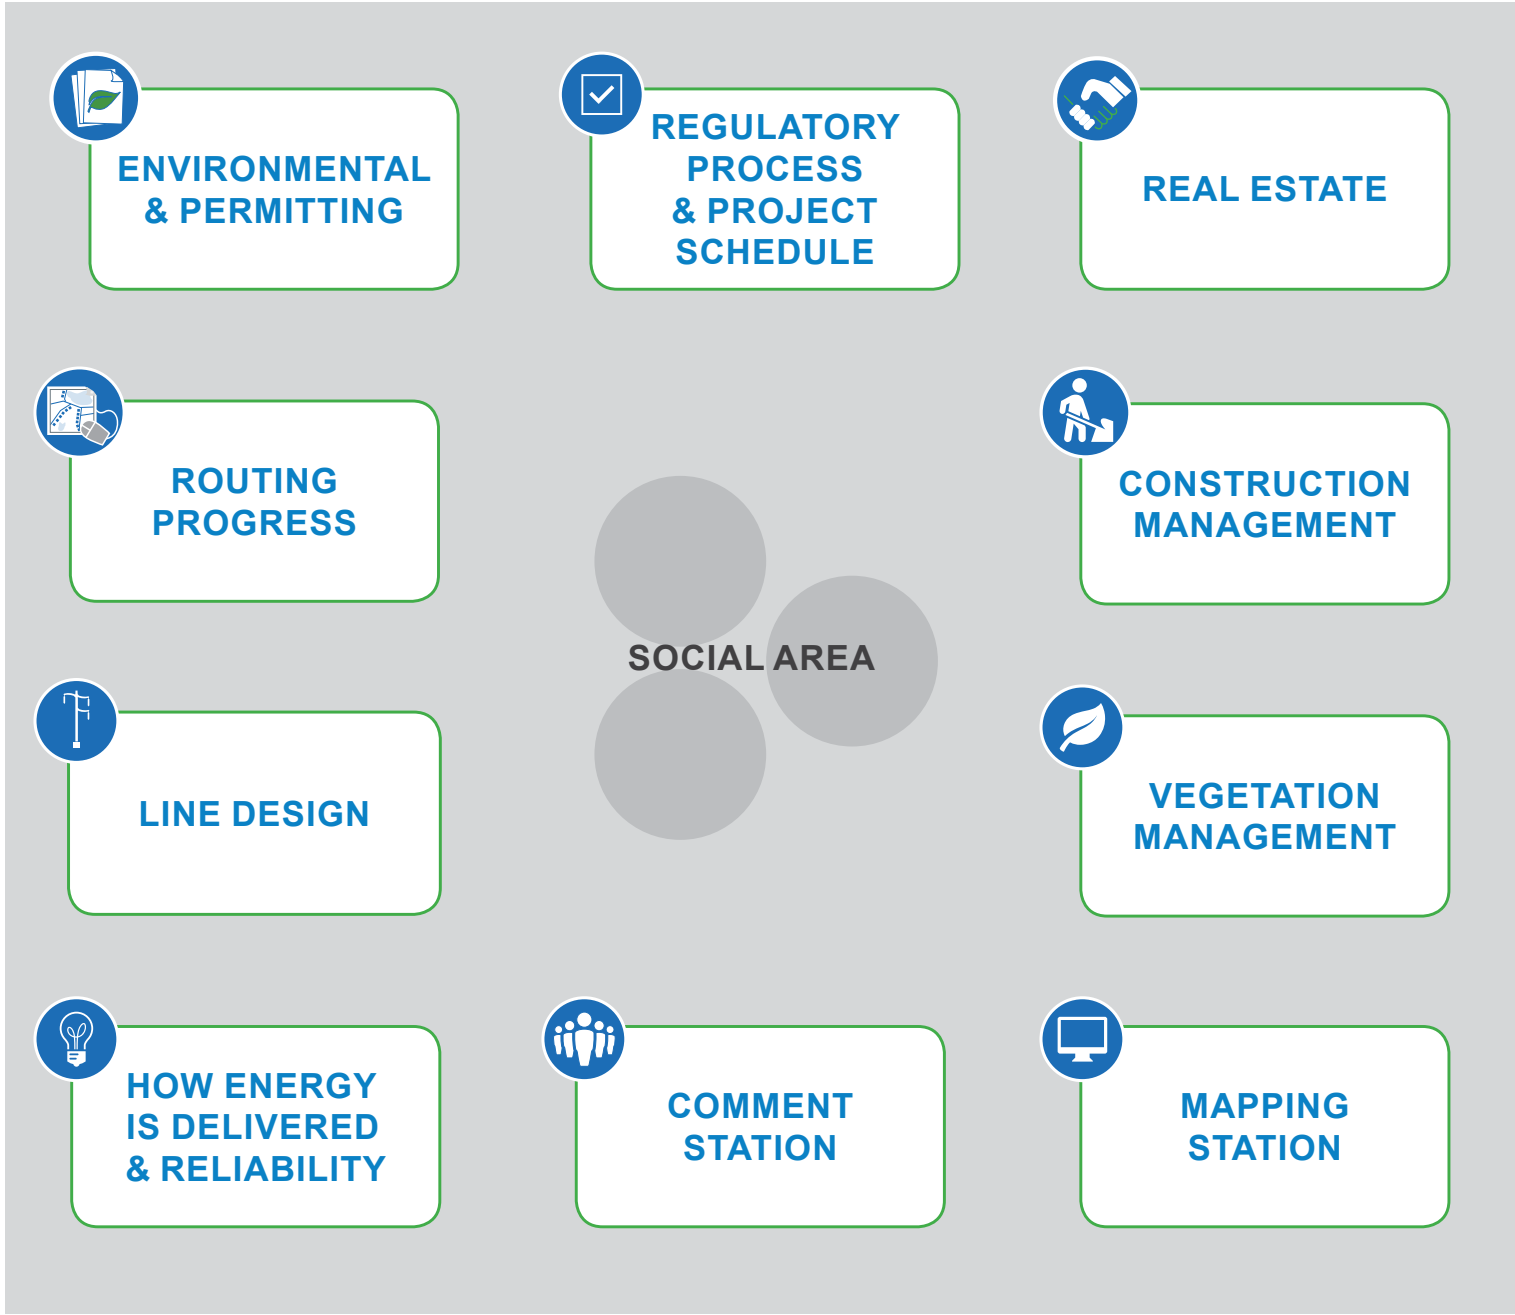 ENVIRONMENTAL
& PERMITTING
REGULATORY
PROCESS
& PROJECT
SCHEDULE
REAL ESTATE
ROUTING
PROGRESS
CONSTRUCTION
MANAGEMENT
SOCIAL AREA
LINE DESIGN
VEGETATION
MANAGEMENT
HOW ENERGY
IS DELIVERED
& RELIABILITY
COMMENT
STATION
MAPPING
STATION